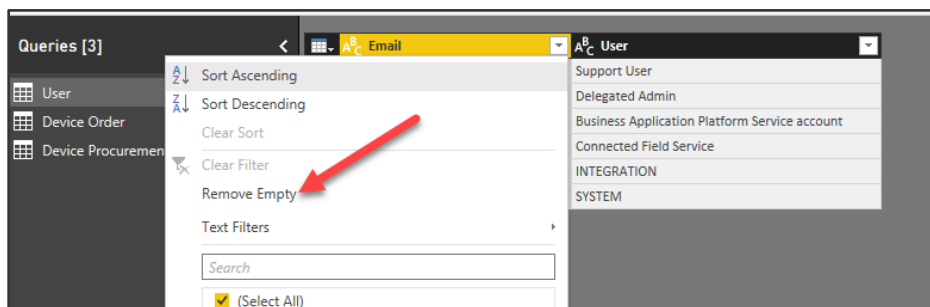 Queries [3]
<
ABC Email
ABC User
User
Device Order
Device Procuremen
Sort Ascending
Sort Descending
Clear Sort
Clear Filter
Remove Empty
Text Filters
Search
(Select All)
Support User
Delegated Admin
Business Application Platform Service account
Connected Field Service
INTEGRATION
SYSTEM